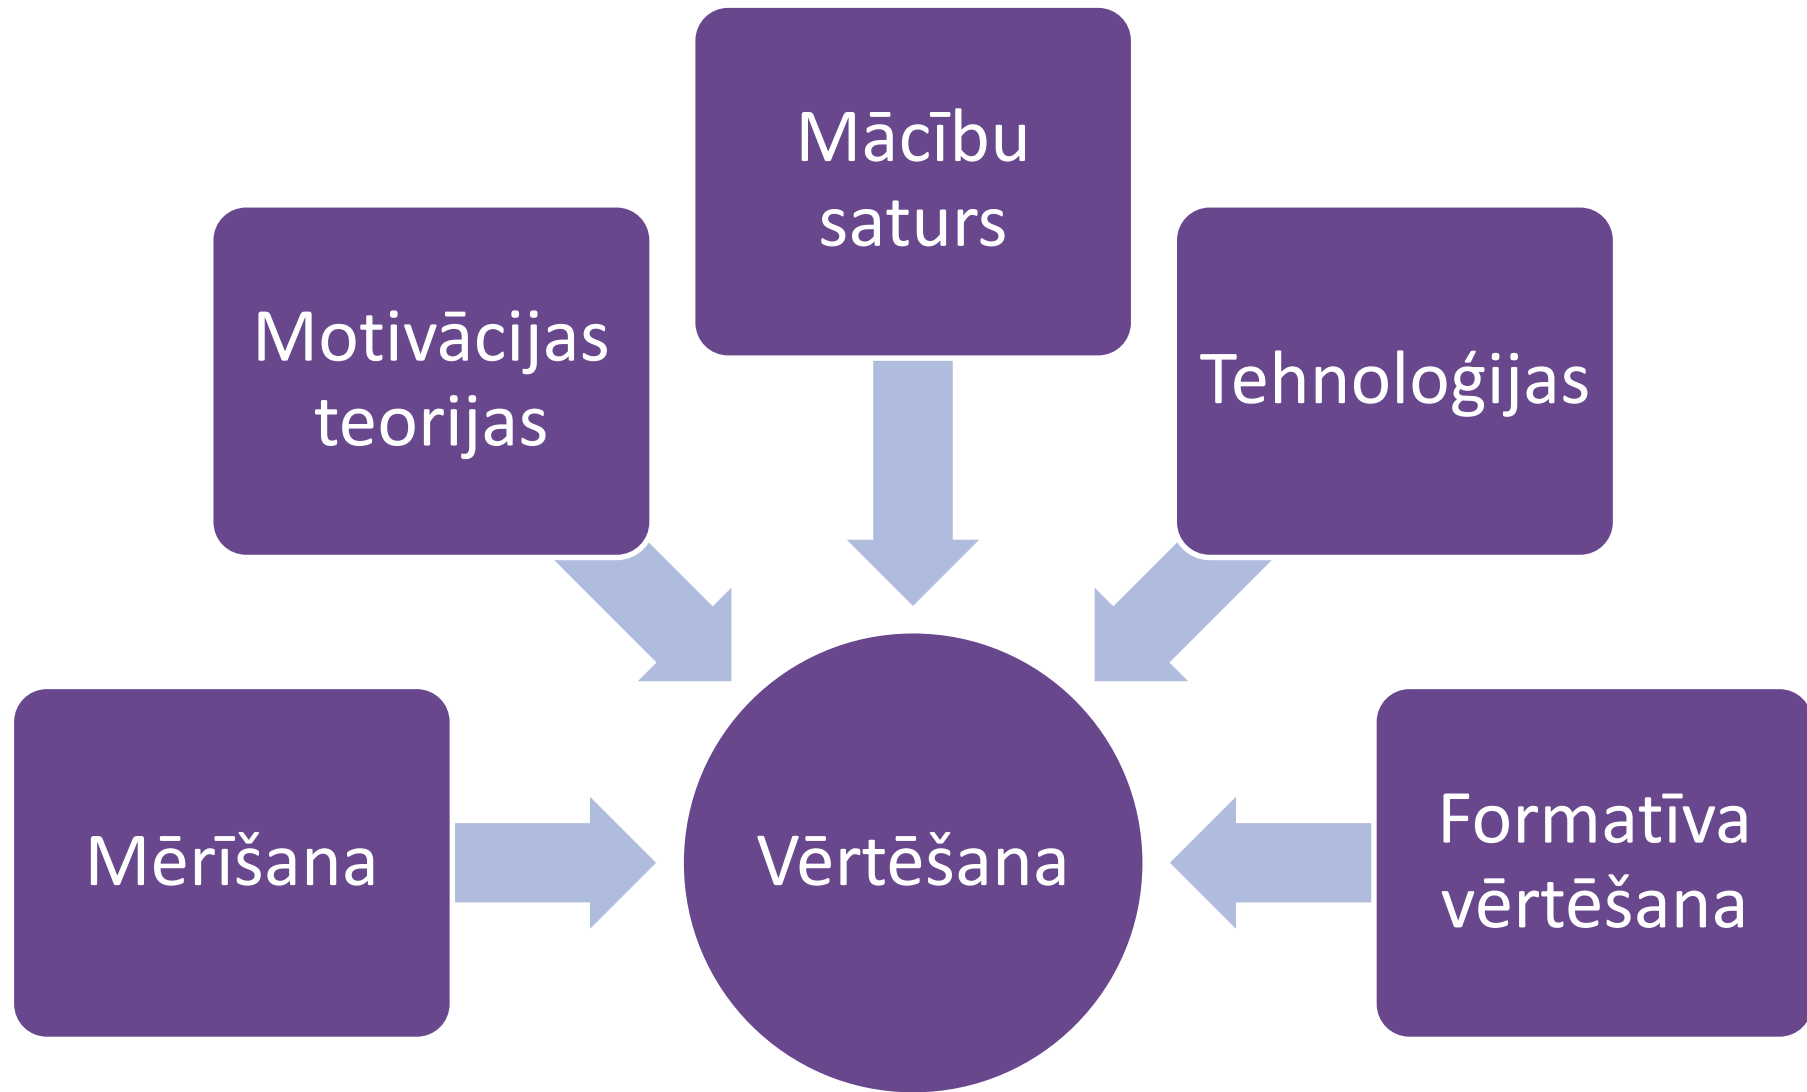 Mācību
saturs
Motivācijas
teorijas
Tehnoloģijas
Mērīšana
Vērtēšana
Formatīva
vērtēšana